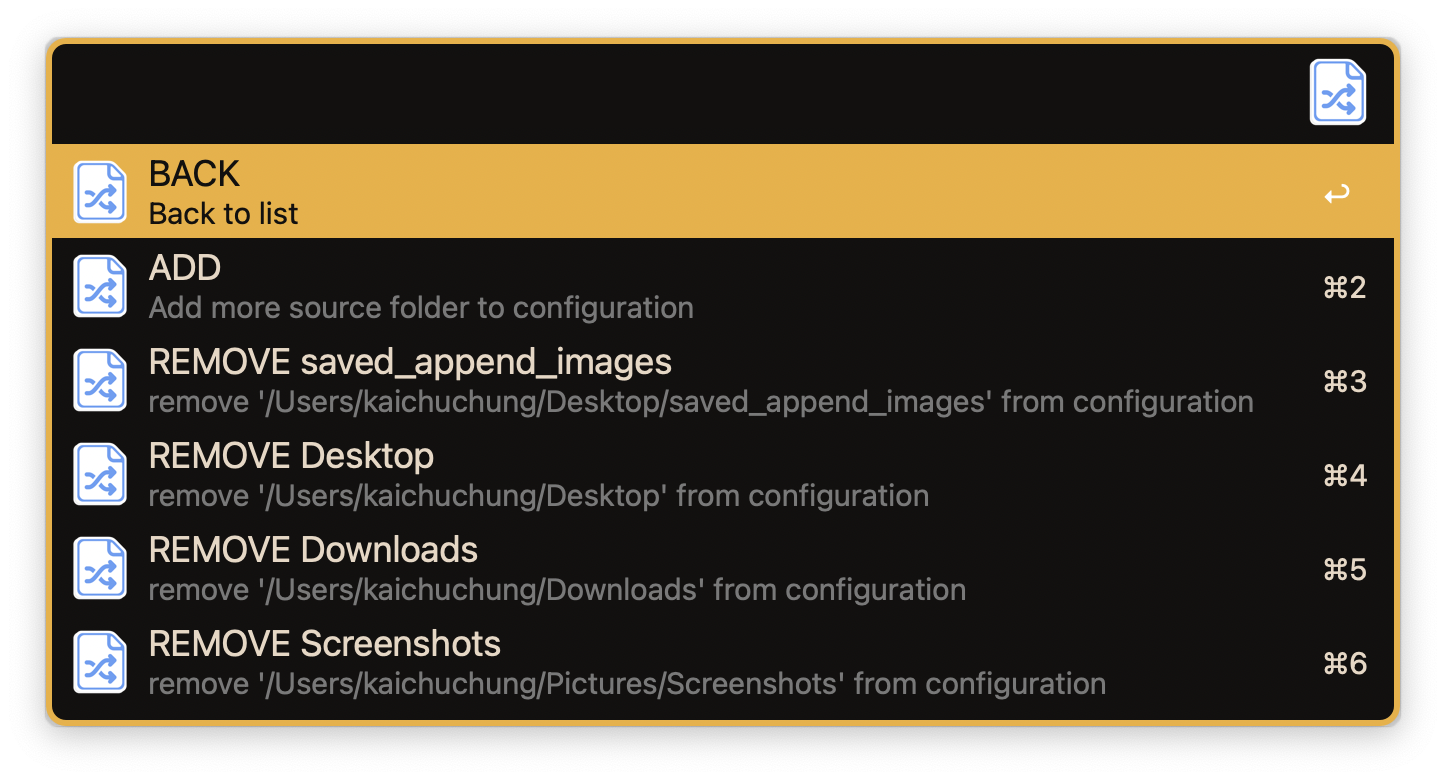 BACK
Back to list
↩
ADD
Add more source folder to configuration
⌘2
REMOVE saved_append_images
remove '/Users/kaichuchung/Desktop/saved_append_images' from configuration
⌘3
REMOVE Desktop
remove '/Users/kaichuchung/Desktop' from configuration
⌘4
REMOVE Downloads
remove '/Users/kaichuchung/Downloads' from configuration
⌘5
REMOVE Screenshots
remove '/Users/kaichuchung/Pictures/Screenshots' from configuration
⌘6